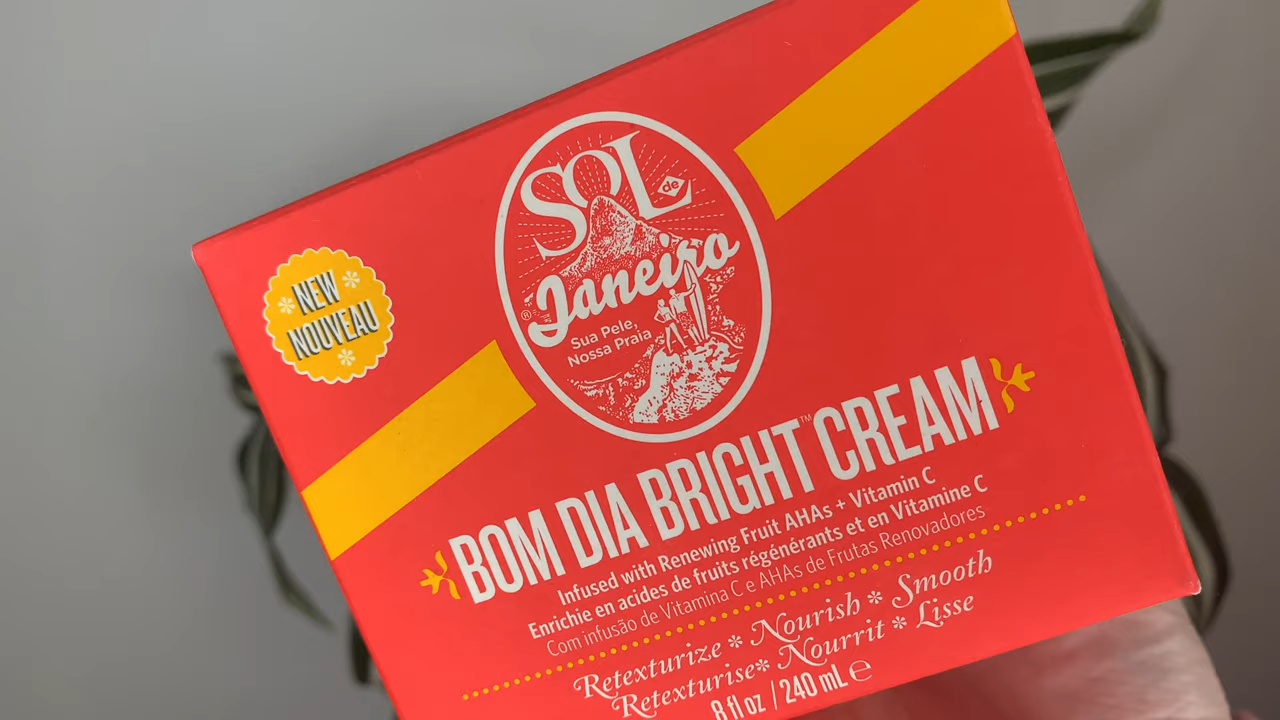 SOL de
Janeiro®
Sua Pele,
Nossa Praia
NEW
NOUVEAU
BOM DIA BRIGHT™ CREAM
Infused with Renewing Fruit AHAs + Vitamin C
Enrichie en acides de fruits régénérants et en Vitamine C
Com infusão de Vitamina C e AHAs de Frutas Renovadores
Retexturize * Nourish * Smooth
Retexturise* Nourrit * Lisse
8 fl oz | 240 mL ℮